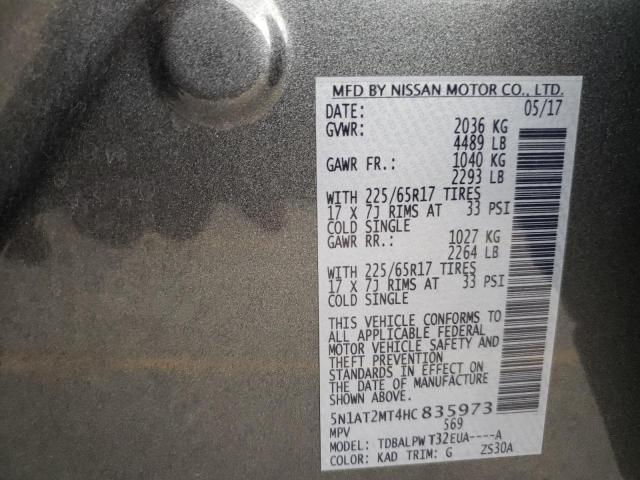 MFD BY NISSAN MOTOR CO., LTD.
DATE: 05/17
GVWR: 2036 KG
4489 LB
GAWR FR.: 1040 KG
2293 LB
WITH 225/65R17 TIRES
17 X 7J RIMS AT 33 PSI
COLD SINGLE
GAWR RR.: 1027 KG
2264 LB
WITH 225/65R17 TIRES
17 X 7J RIMS AT 33 PSI
COLD SINGLE
THIS VEHICLE CONFORMS TO
ALL APPLICABLE FEDERAL
MOTOR VEHICLE SAFETY AND
THEFT PREVENTION
STANDARDS IN EFFECT ON
THE DATE OF MANUFACTURE
SHOWN ABOVE.
5N1AT2MT4HC835973
MPV 569
MODEL: TDBALPW T32EUA----A
COLOR: KAD TRIM: G ZS30A